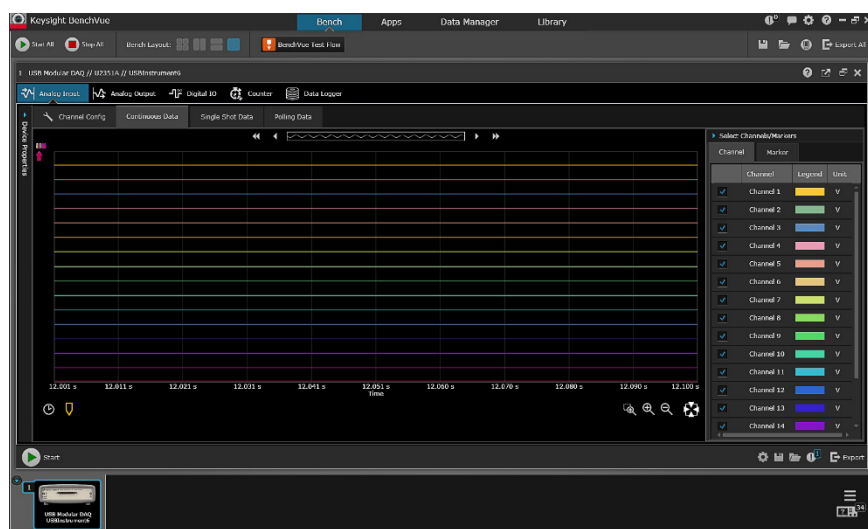 Keysight BenchVue
Bench Apps Data Manager Library
Start All Stop All Bench Layout: BenchVue Test Flow Export All
1 USB Modular DAQ // U2351A // USBInstrument6
Analog Input Analog Output Digital IO Counter Data Logger
Device Properties
Channel Config Continuous Data Single Shot Data Polling Data
Select Channels/Markers
Channel Marker
Channel Legend Unit
Channel 1 V
Channel 2 V
Channel 3 V
Channel 4 V
Channel 5 V
Channel 6 V
Channel 7 V
Channel 8 V
Channel 9 V
Channel 10 V
Channel 11 V
Channel 12 V
Channel 13 V
Channel 14 V
12.001 s 12.011 s 12.021 s 12.031 s 12.041 s 12.051 s 12.060 s 12.070 s 12.080 s 12.090 s 12.100 s
Time
Start Export
1
USB Modular DAQ
USBInstrument6
34